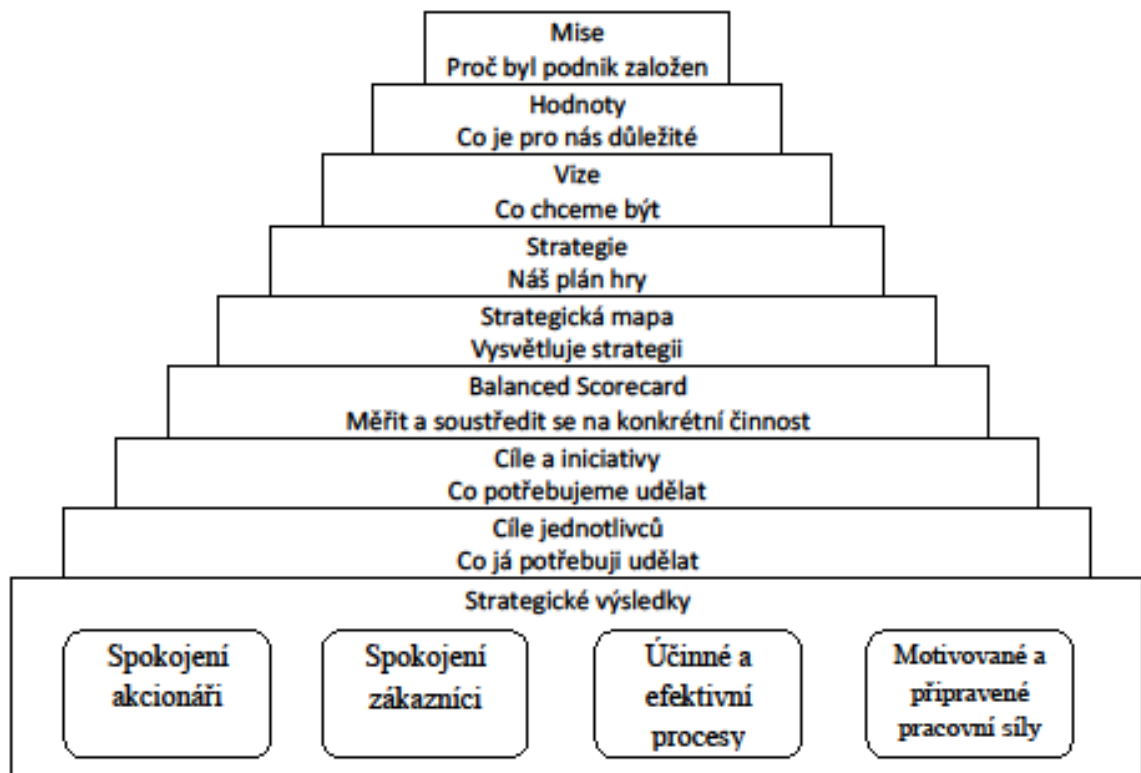 Mise
Proč byl podnik založen
Hodnoty
Co je pro nás důležité
Vize
Co chceme být
Strategie
Náš plán hry
Strategická mapa
Vysvětluje strategii
Balanced Scorecard
Měřit a soustředit se na konkrétní činnost
Cíle a iniciativy
Co potřebujeme udělat
Cíle jednotlivců
Co já potřebuji udělat
Strategické výsledky
Spokojení
akcionáři
Spokojení
zákazníci
Účinné a
efektivní
procesy
Motivované a
připravené
pracovní síly